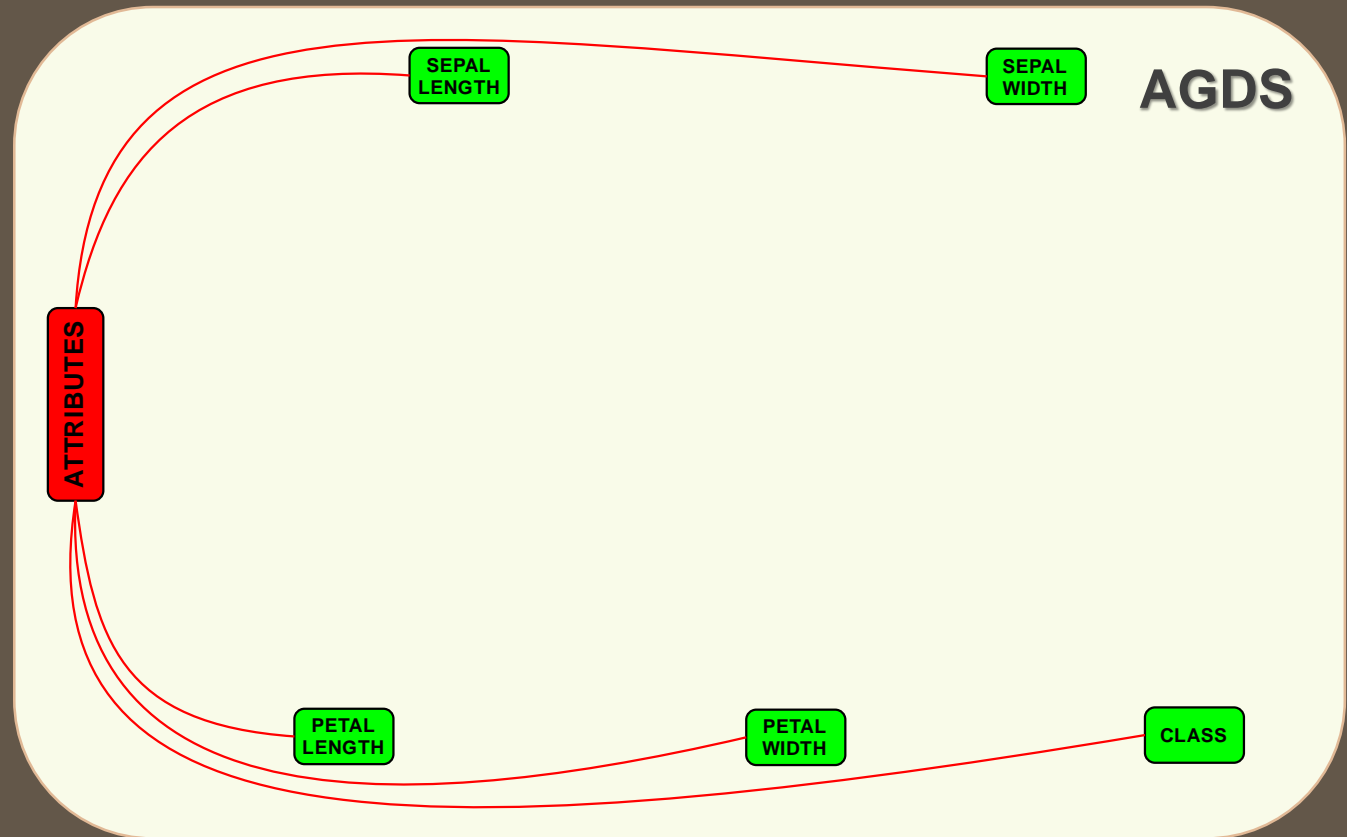 SEPAL
LENGTH
SEPAL
WIDTH
AGDS
ATTRIBUTES
PETAL
LENGTH
PETAL
WIDTH
CLASS